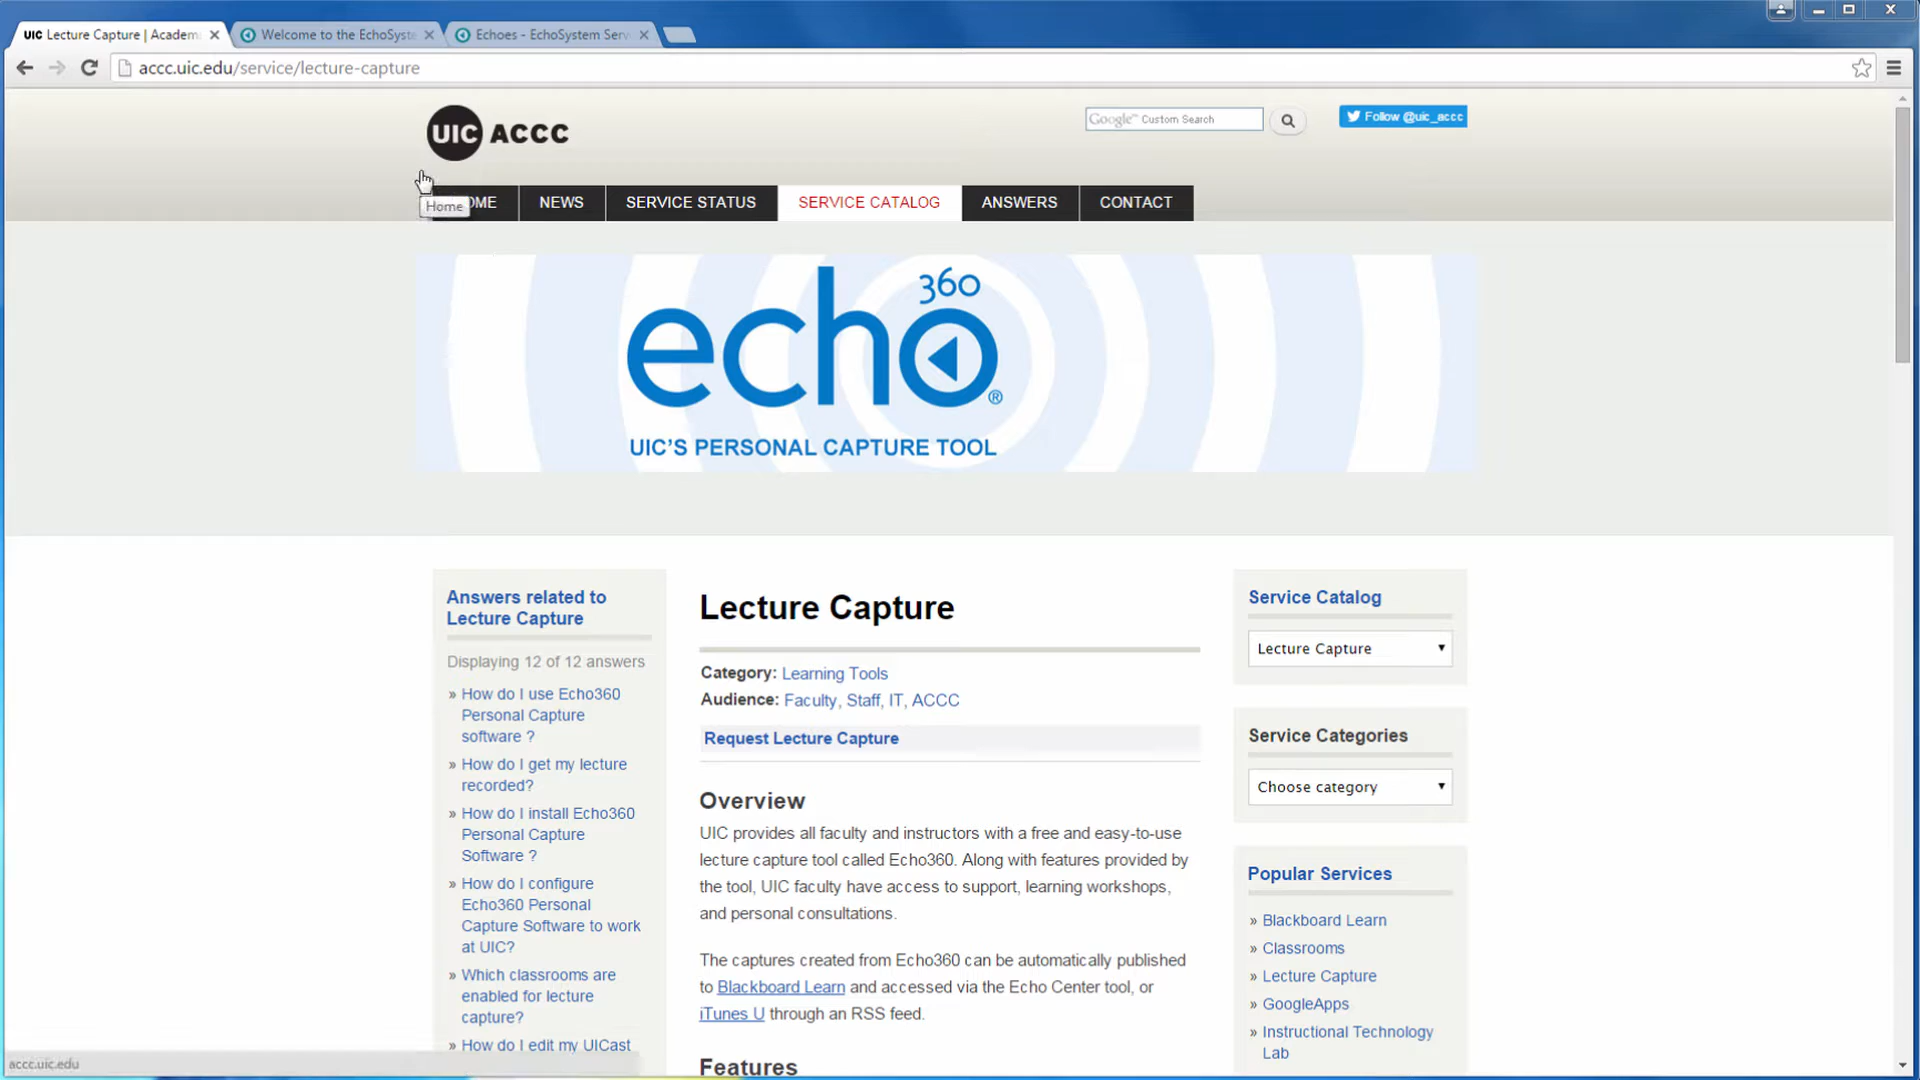 UIC Lecture Capture | Academ
Welcome to the EchoSyste
Echoes - EchoSystem Serv
accc.uic.edu/service/lecture-capture
UIC ACCC
Google™ Custom Search
Follow @uic_accc
OME
NEWS
SERVICE STATUS
SERVICE CATALOG
ANSWERS
CONTACT
Home
echo360®
UIC'S PERSONAL CAPTURE TOOL
Answers related to
Lecture Capture
Displaying 12 of 12 answers
» How do I use Echo360
Personal Capture
software ?
» How do I get my lecture
recorded?
» How do I install Echo360
Personal Capture
Software ?
» How do I configure
Echo360 Personal
Capture Software to work
at UIC?
» Which classrooms are
enabled for lecture
capture?
» How do I edit my UICast
Lecture Capture
Category: Learning Tools
Audience: Faculty, Staff, IT, ACCC
Request Lecture Capture
Overview
UIC provides all faculty and instructors with a free and easy-to-use
lecture capture tool called Echo360. Along with features provided by
the tool, UIC faculty have access to support, learning workshops,
and personal consultations.
The captures created from Echo360 can be automatically published
to Blackboard Learn and accessed via the Echo Center tool, or
iTunes U through an RSS feed.
Features
Service Catalog
Lecture Capture
Service Categories
Choose category
Popular Services
» Blackboard Learn
» Classrooms
» Lecture Capture
» GoogleApps
» Instructional Technology
Lab
accc.uic.edu